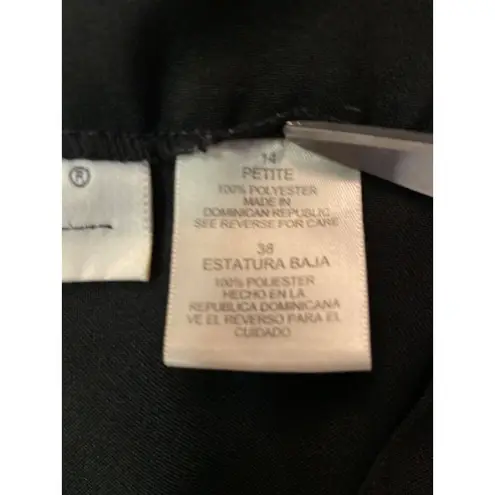 ®
14
PETITE
100% POLYESTER
MADE IN
DOMINICAN REPUBLIC
SEE REVERSE FOR CARE
38
ESTATURA BAJA
100% POLIESTER
HECHO EN LA
REPUBLICA DOMINICANA
VE EL REVERSO PARA EL
CUIDADO